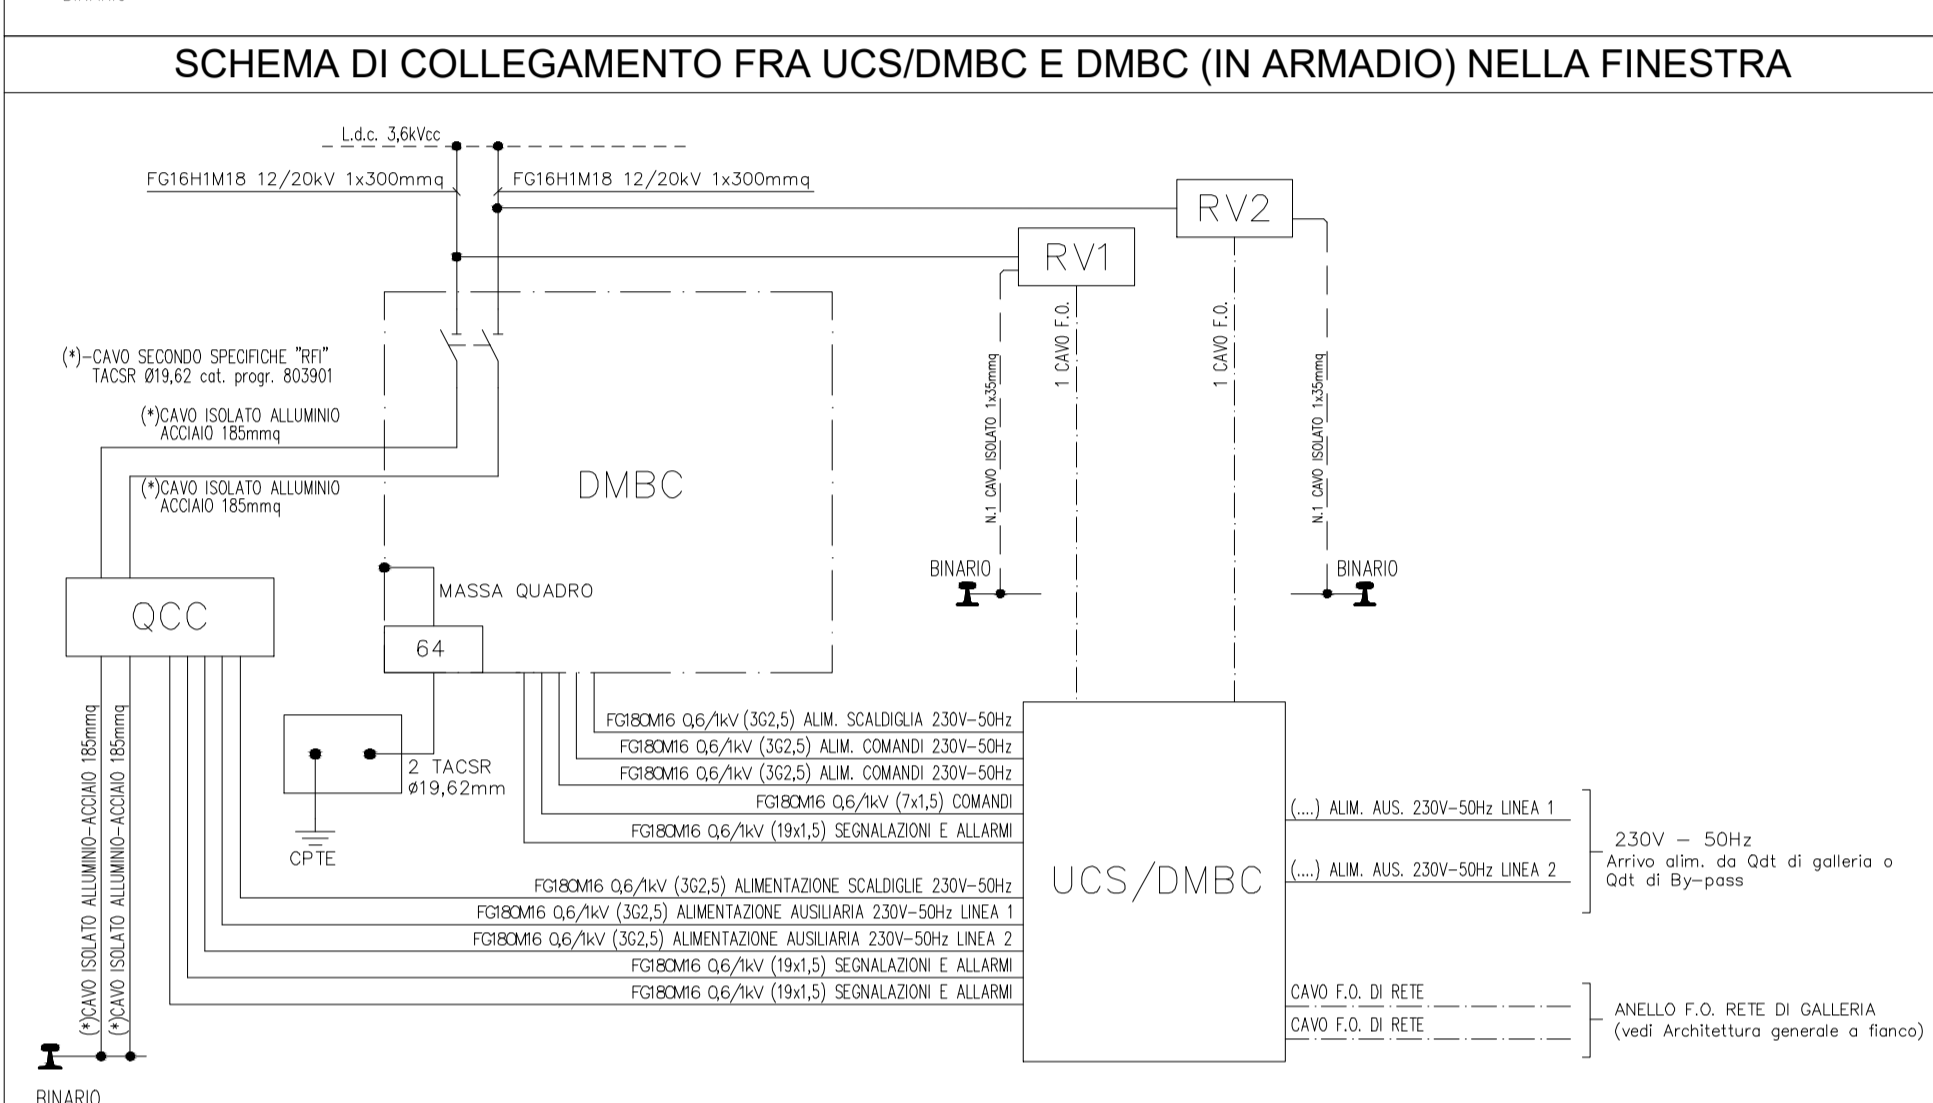 SCHEMA DI COLLEGAMENTO FRA UCS/DMBC E DMBC (IN ARMADIO) NELLA FINESTRA
L.d.c. 3,6kVcc
FG16H1M18 12/20kV 1x300mmq
FG16H1M18 12/20kV 1x300mmq
RV2
RV1
(*)-CAVO SECONDO SPECIFICHE "RFI"
TACSR Ø19,62 cat. progr. 803901
(*)CAVO ISOLATO ALLUMINIO
ACCIAIO 185mmq
(*)CAVO ISOLATO ALLUMINIO
ACCIAIO 185mmq
DMBC
N.1 CAVO ISOLATO 1x35mmq
1 CAVO F.O.
1 CAVO F.O.
N.1 CAVO ISOLATO 1x35mmq
BINARIO
BINARIO
MASSA QUADRO
QCC
64
2 TACSR
Ø19,62mm
CPTE
(*)CAVO ISOLATO ALLUMINIO-ACCIAIO 185mmq
(*)CAVO ISOLATO ALLUMINIO-ACCIAIO 185mmq
FG18OM16 0,6/1kV (3G2,5) ALIM. SCALDIGLIA 230V-50Hz
FG18OM16 0,6/1kV (3G2,5) ALIM. COMANDI 230V-50Hz
FG18OM16 0,6/1kV (3G2,5) ALIM. COMANDI 230V-50Hz
FG18OM16 0,6/1kV (7x1,5) COMANDI
FG18OM16 0,6/1kV (19x1,5) SEGNALAZIONI E ALLARMI
FG18OM16 0,6/1kV (3G2,5) ALIMENTAZIONE SCALDIGLIE 230V-50Hz
FG18OM16 0,6/1kV (3G2,5) ALIMENTAZIONE AUSILIARIA 230V-50Hz LINEA 1
FG18OM16 0,6/1kV (3G2,5) ALIMENTAZIONE AUSILIARIA 230V-50Hz LINEA 2
FG18OM16 0,6/1kV (19x1,5) SEGNALAZIONI E ALLARMI
FG18OM16 0,6/1kV (19x1,5) SEGNALAZIONI E ALLARMI
UCS/DMBC
(....) ALIM. AUS. 230V-50Hz LINEA 1
(....) ALIM. AUS. 230V-50Hz LINEA 2
230V - 50Hz
Arrivo alim. da Qdt di galleria o
Qdt di By-pass
CAVO F.O. DI RETE
CAVO F.O. DI RETE
ANELLO F.O. RETE DI GALLERIA
(vedi Architettura generale a fianco)
BINARIO